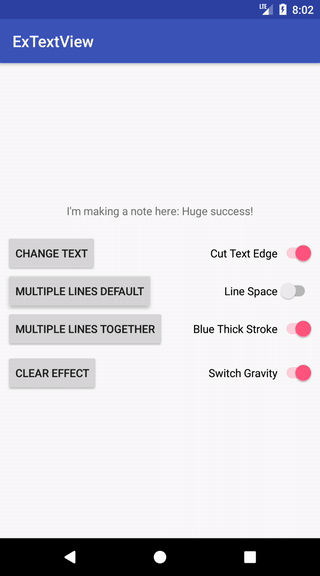 LTE 8:02
ExTextView
I'm making a note here: Huge success!
CHANGE TEXT Cut Text Edge
MULTIPLE LINES DEFAULT Line Space
MULTIPLE LINES TOGETHER Blue Thick Stroke
CLEAR EFFECT Switch Gravity